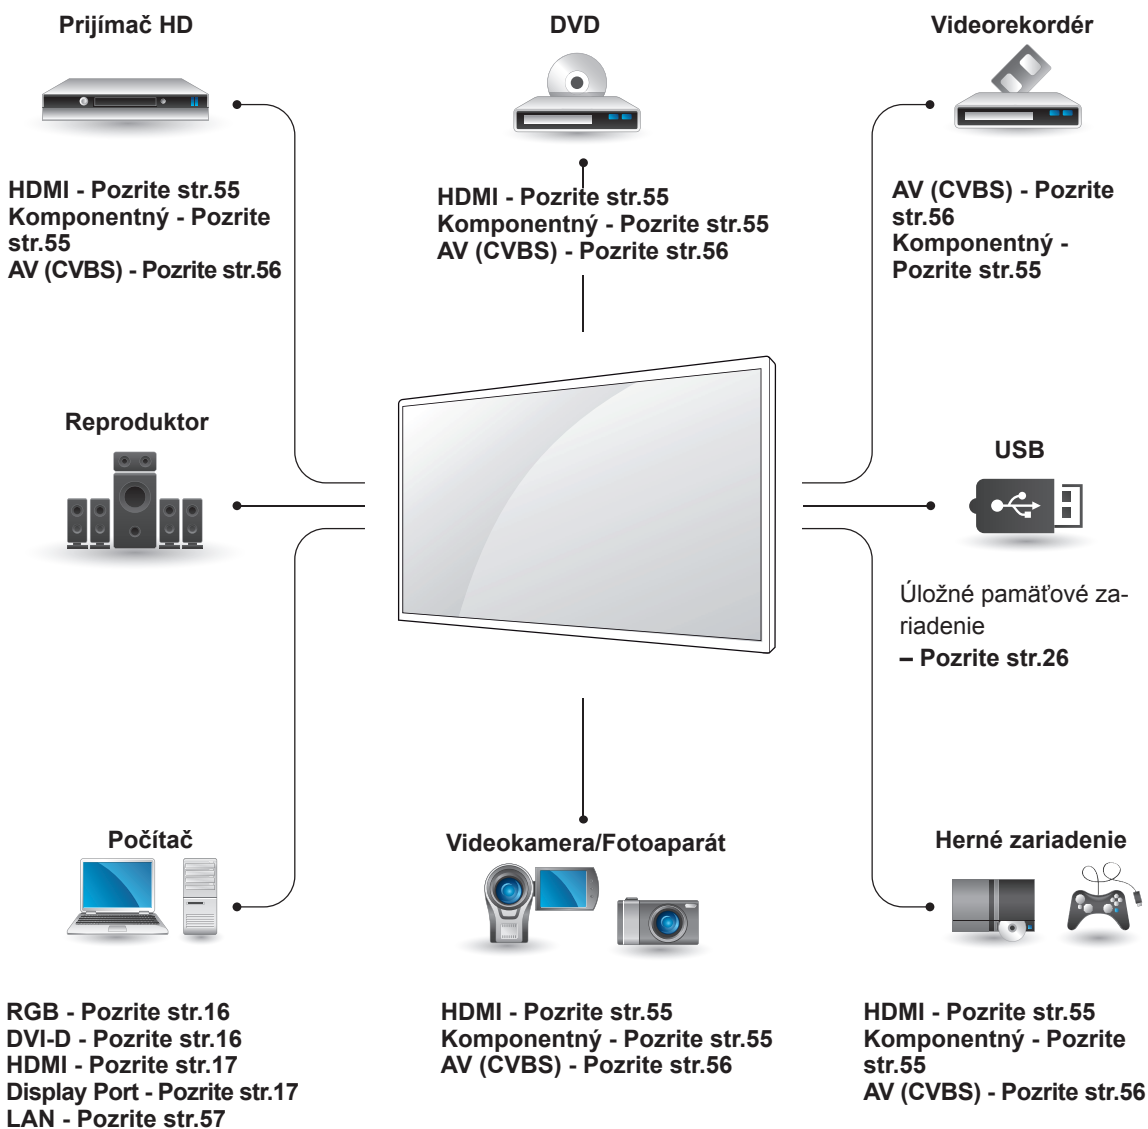 Prijímač HD
HDMI - Pozrite str.55
Komponentný - Pozrite
str.55
AV (CVBS) - Pozrite str.56
DVD
HDMI - Pozrite str.55
Komponentný - Pozrite str.55
AV (CVBS) - Pozrite str.56
Videorekordér
AV (CVBS) - Pozrite
str.56
Komponentný -
Pozrite str.55
Reproduktor
USB
Úložné pamäťové za-
riadenie
– Pozrite str.26
Počítač
RGB - Pozrite str.16
DVI-D - Pozrite str.16
HDMI - Pozrite str.17
Display Port - Pozrite str.17
LAN - Pozrite str.57
Videokamera/Fotoaparát
HDMI - Pozrite str.55
Komponentný - Pozrite str.55
AV (CVBS) - Pozrite str.56
Herné zariadenie
HDMI - Pozrite str.55
Komponentný - Pozrite
str.55
AV (CVBS) - Pozrite str.56